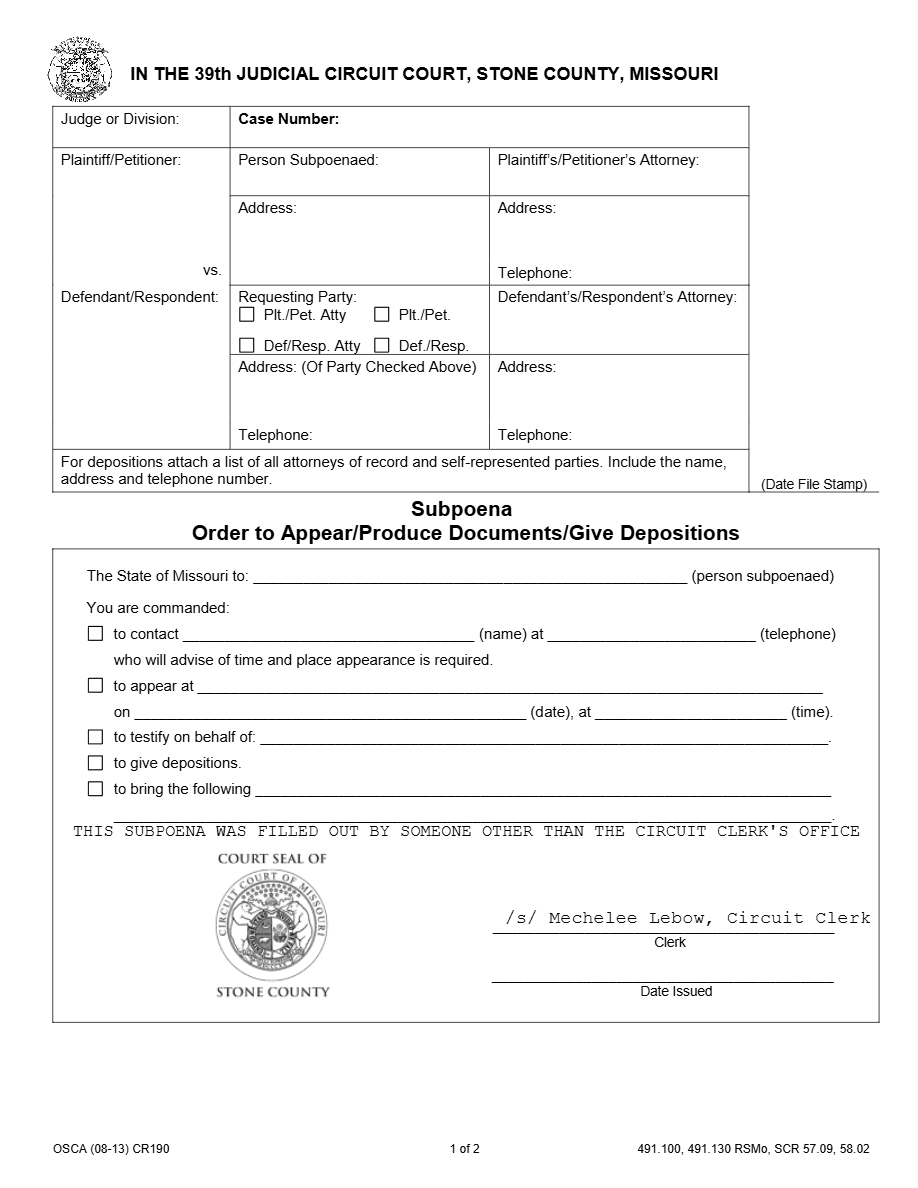 IN THE 39th JUDICIAL CIRCUIT COURT, STONE COUNTY, MISSOURI
Judge or Division:
Case Number:
Plaintiff/Petitioner:
Person Subpoenaed:
Plaintiff's/Petitioner's Attorney:
Address:
Address:
vs.
Telephone:
Defendant/Respondent:
Requesting Party:
Defendant's/Respondent's Attorney:
☐ Plt./Pet. Atty ☐ Plt./Pet.
☐ Def/Resp. Atty ☐ Def./Resp.
Address: (Of Party Checked Above)
Address:
Telephone:
Telephone:
For depositions attach a list of all attorneys of record and self-represented parties. Include the name,
address and telephone number.
(Date File Stamp)
Subpoena
Order to Appear/Produce Documents/Give Depositions
The State of Missouri to: ______ (person subpoenaed)
You are commanded:
☐ to contact ______ (name) at ______ (telephone)
who will advise of time and place appearance is required.
☐ to appear at ______
on ______ (date), at ______ (time).
☐ to testify on behalf of: ______.
☐ to give depositions.
☐ to bring the following ______
______.
THIS SUBPOENA WAS FILLED OUT BY SOMEONE OTHER THAN THE CIRCUIT CLERK'S OFFICE
COURT SEAL OF
CIRCUIT COURT OF MISSOURI
STONE COUNTY
/s/ Mechelee Lebow, Circuit Clerk
Clerk
Date Issued
OSCA (08-13) CR190
1 of 2
491.100, 491.130 RSMo, SCR 57.09, 58.02